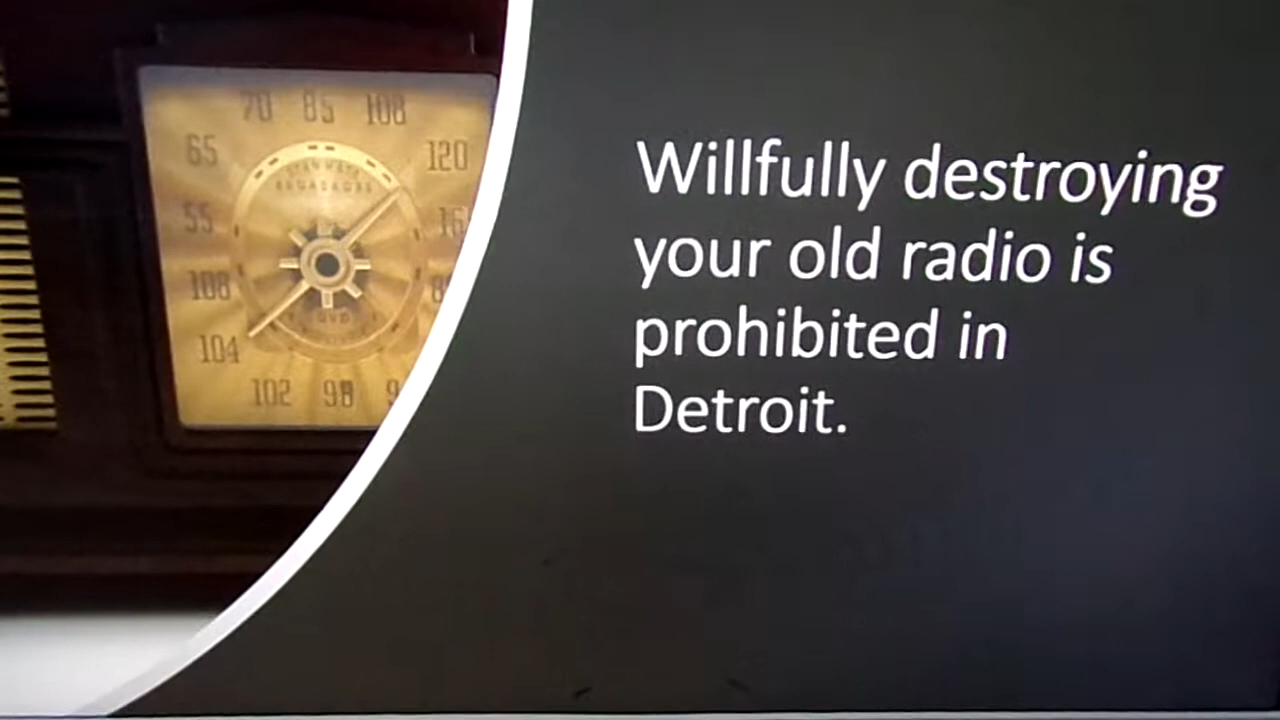 70 85 108
65 120
55
108
104
102 98
Willfully destroying
your old radio is
prohibited in
Detroit.